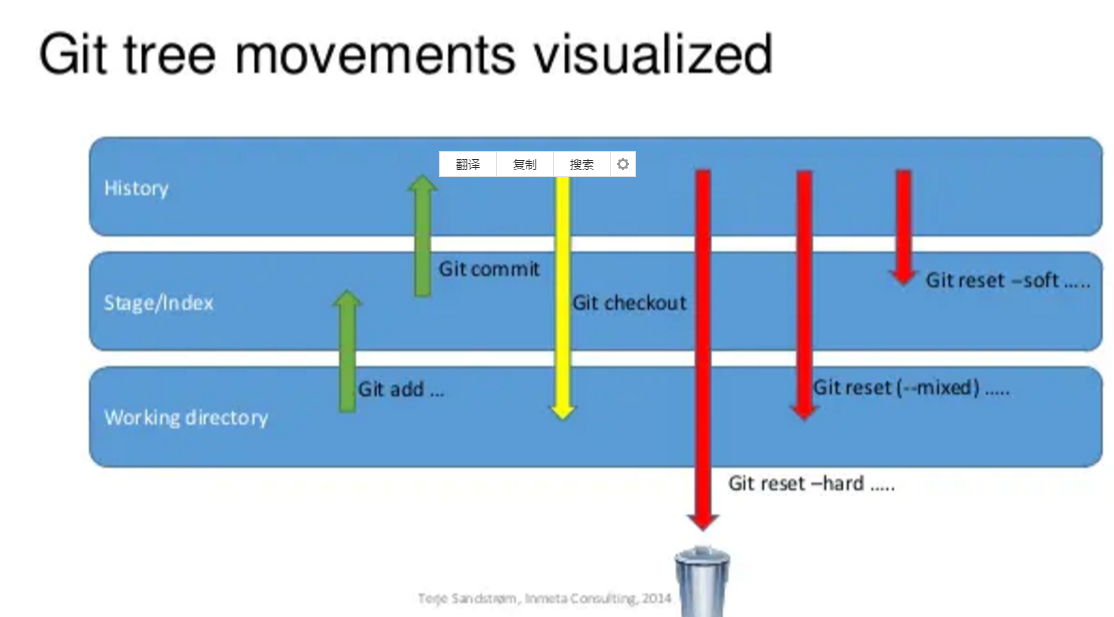 Git tree movements visualized
翻译 复制 搜索
History
Git commit
Git reset –soft .....
Stage/Index
Git checkout
Git add ...
Git reset (--mixed) .....
Working directory
Git reset –hard .....
Terje Sandstrøm, Inmeta Consulting, 2014